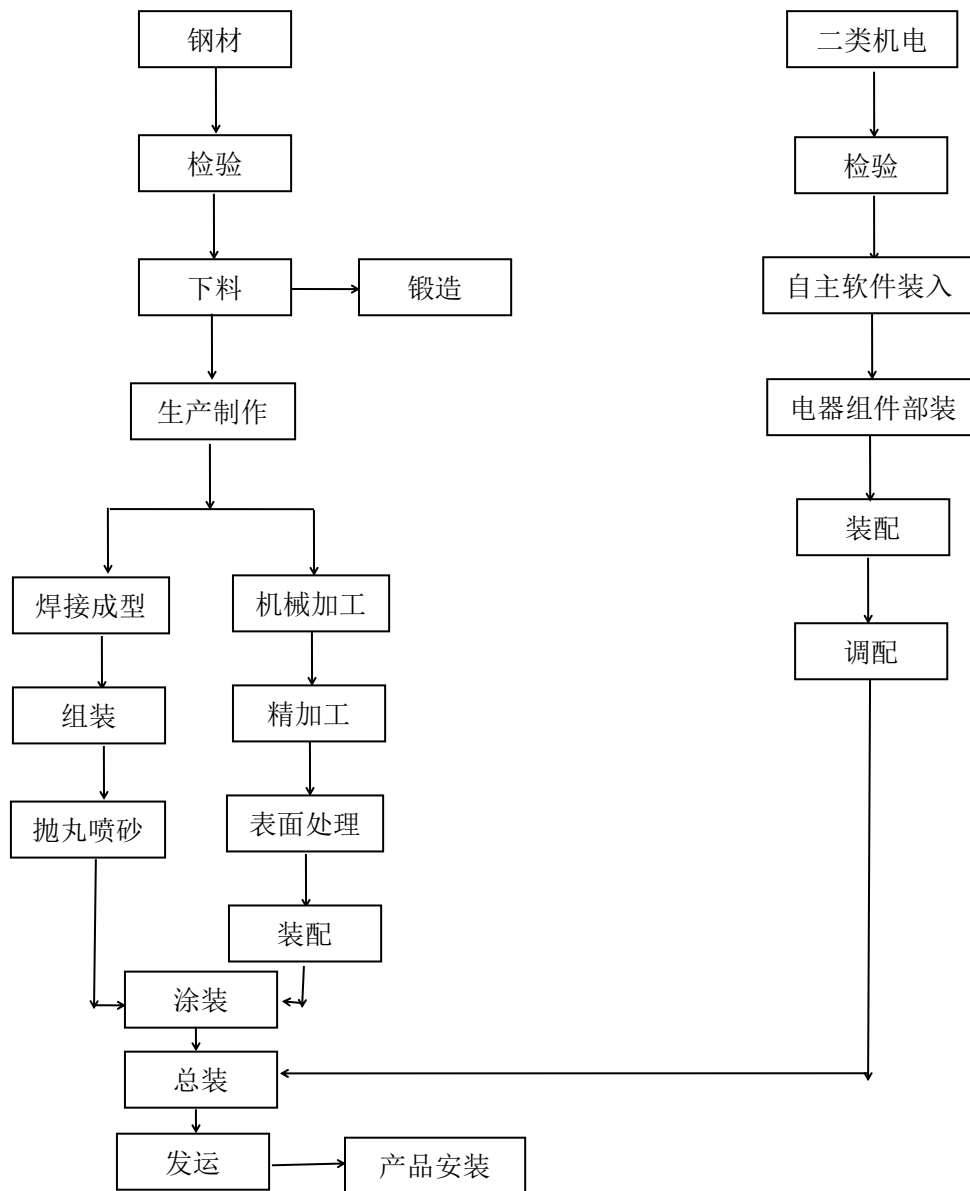 钢材
二类机电
检验
检验
下料
锻造
自主软件装入
生产制作
电器组件部装
装配
焊接成型
机械加工
调配
组装
精加工
抛丸喷砂
表面处理
装配
涂装
总装
发运
产品安装